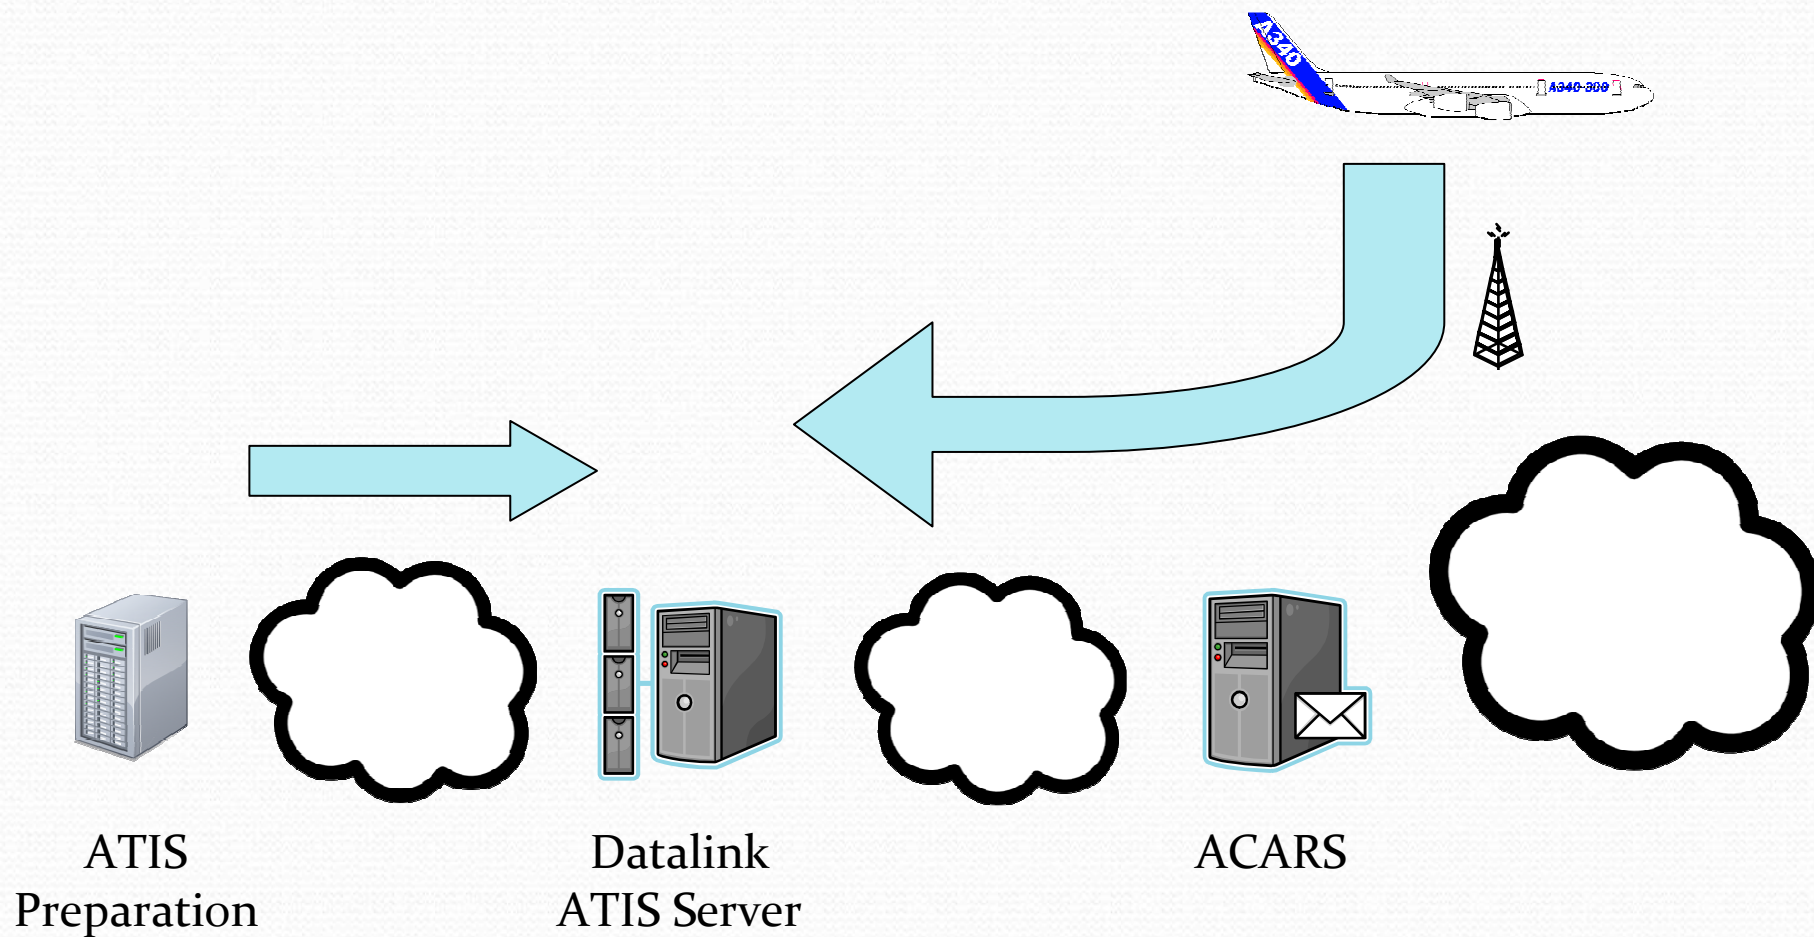 A340
A340-300
ATIS
Preparation
Datalink
ATIS Server
ACARS